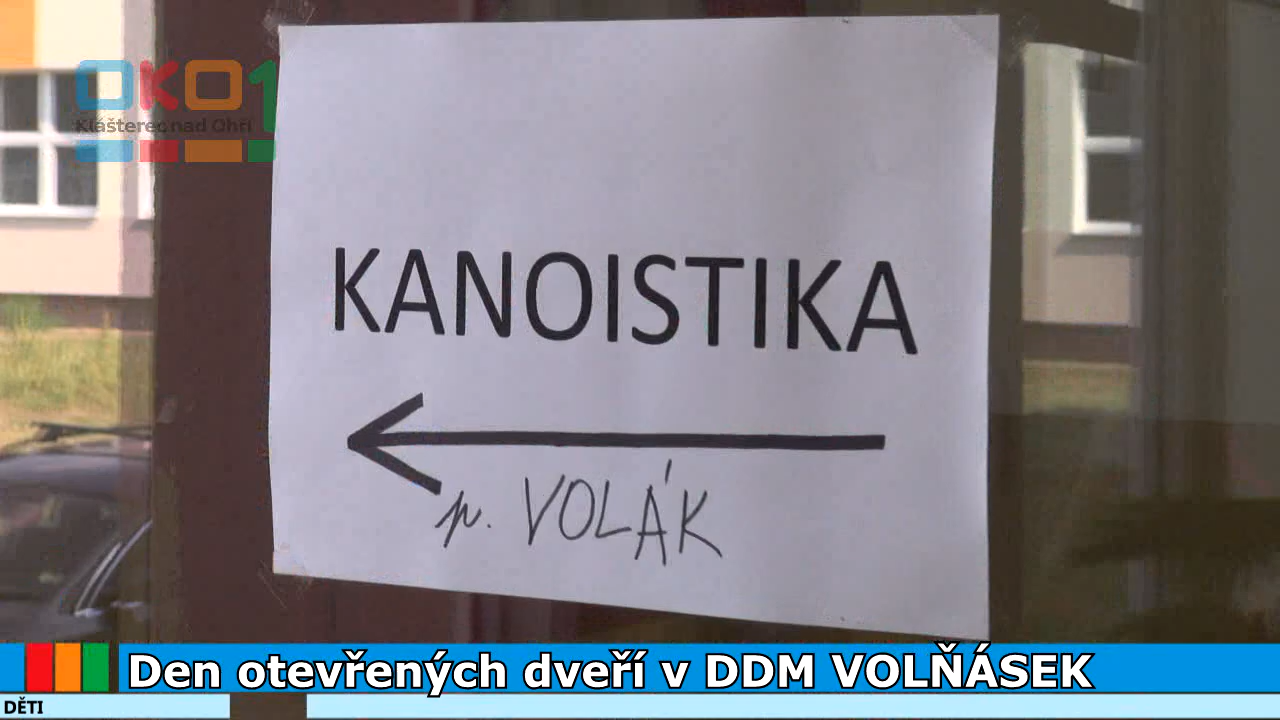 OKO1
Klášterec nad Ohří
KANOISTIKA
p. VOLÁK
Den otevřených dveří v DDM VOLŇÁSEK
DĚTI